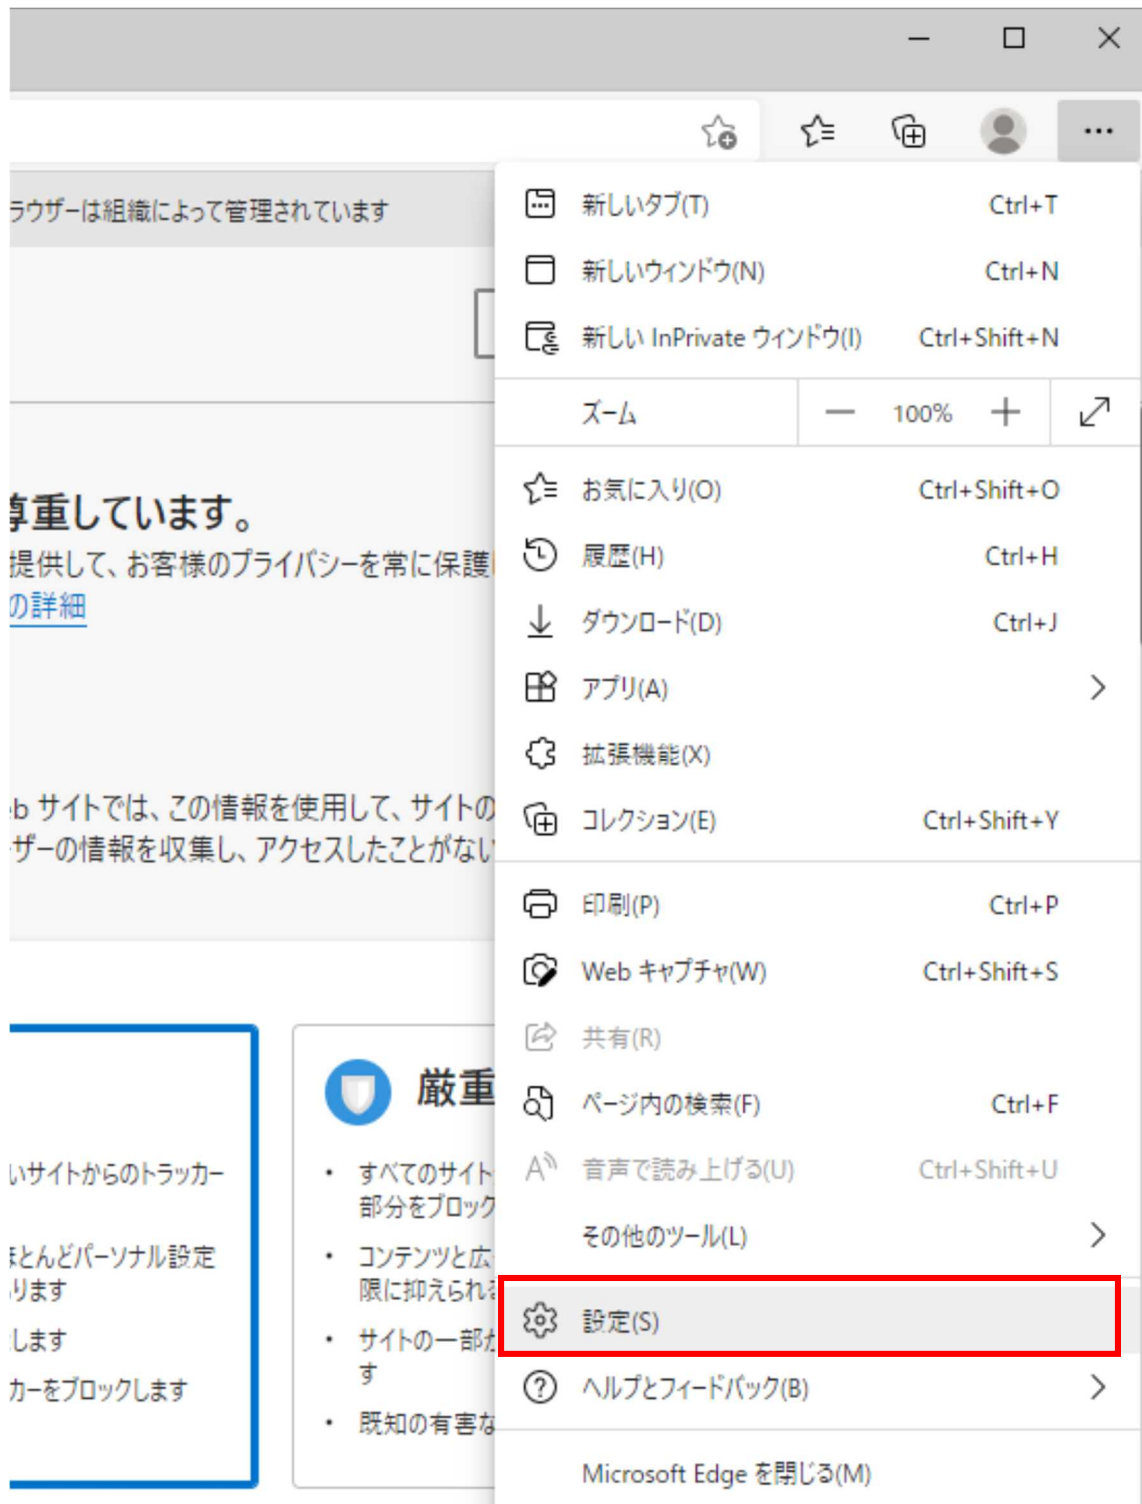 ラウザーは組織によって管理されています
尊重しています。
提供して、お客様のプライバシーを常に保護
の詳細
eb サイトでは、この情報を使用して、サイトの
ーザーの情報を収集し、アクセスしたことがない
いサイトからのトラッカー
ほとんどパーソナル設定
ります
します
カーをブロックします
厳重
• すべてのサイト
部分をブロック
• コンテンツと広
限に抑えられ
• サイトの一部が
す
• 既知の有害な
新しいタブ(T) Ctrl+T
新しいウィンドウ(N) Ctrl+N
新しい InPrivate ウィンドウ(I) Ctrl+Shift+N
ズーム — 100% +
お気に入り(O) Ctrl+Shift+O
履歴(H) Ctrl+H
ダウンロード(D) Ctrl+J
アプリ(A)
拡張機能(X)
コレクション(E) Ctrl+Shift+Y
印刷(P) Ctrl+P
Web キャプチャ(W) Ctrl+Shift+S
共有(R)
ページ内の検索(F) Ctrl+F
音声で読み上げる(U) Ctrl+Shift+U
その他のツール(L)
設定(S)
ヘルプとフィードバック(B)
Microsoft Edge を閉じる(M)